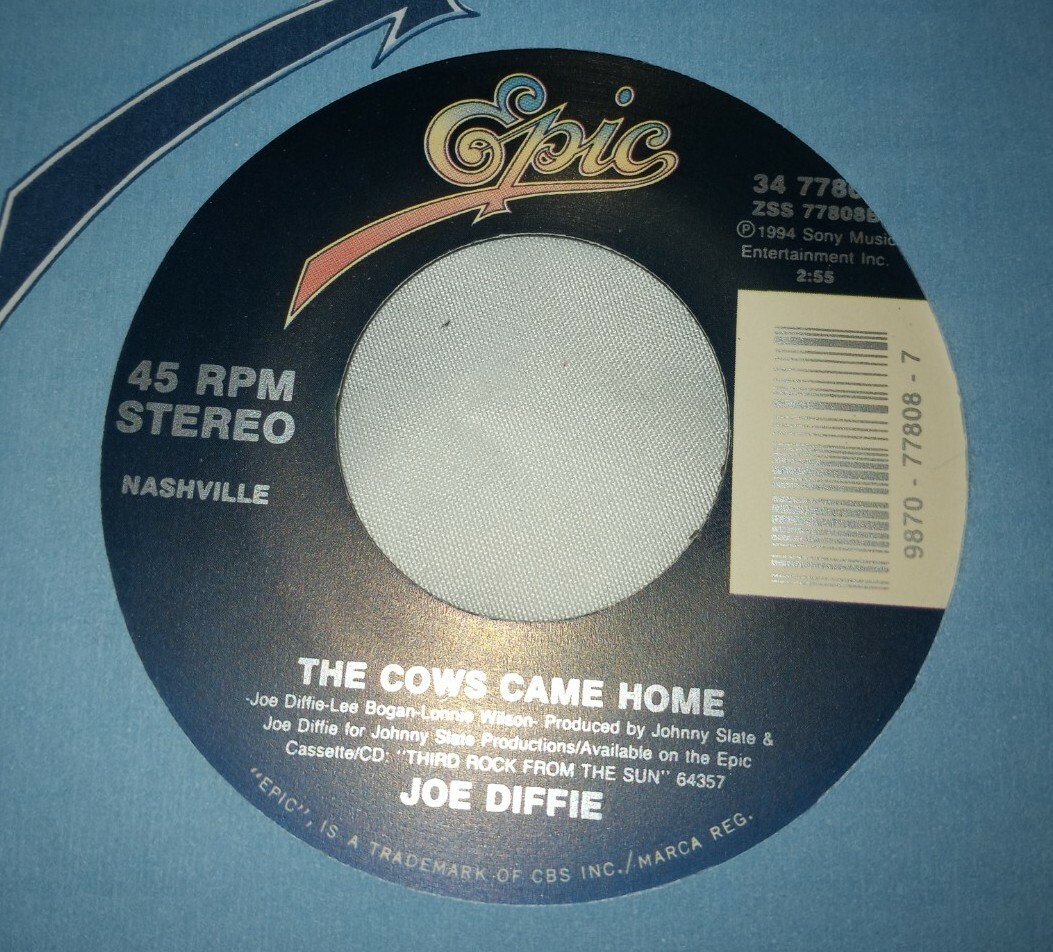 Epic
34 7780
ZSS 77808B
Ⓟ1994 Sony Music
Entertainment Inc.
2:55
45 RPM
STEREO
NASHVILLE
9870 - 77808 - 7
THE COWS CAME HOME
-Joe Diffie-Lee Bogan-Lonnie Wilson- Produced by Johnny Slate &
Joe Diffie for Johnny Slate Productions/Available on the Epic
Cassette/CD: "THIRD ROCK FROM THE SUN" 64357
JOE DIFFIE
"EPIC", IS A TRADEMARK OF CBS INC./MARCA REG.